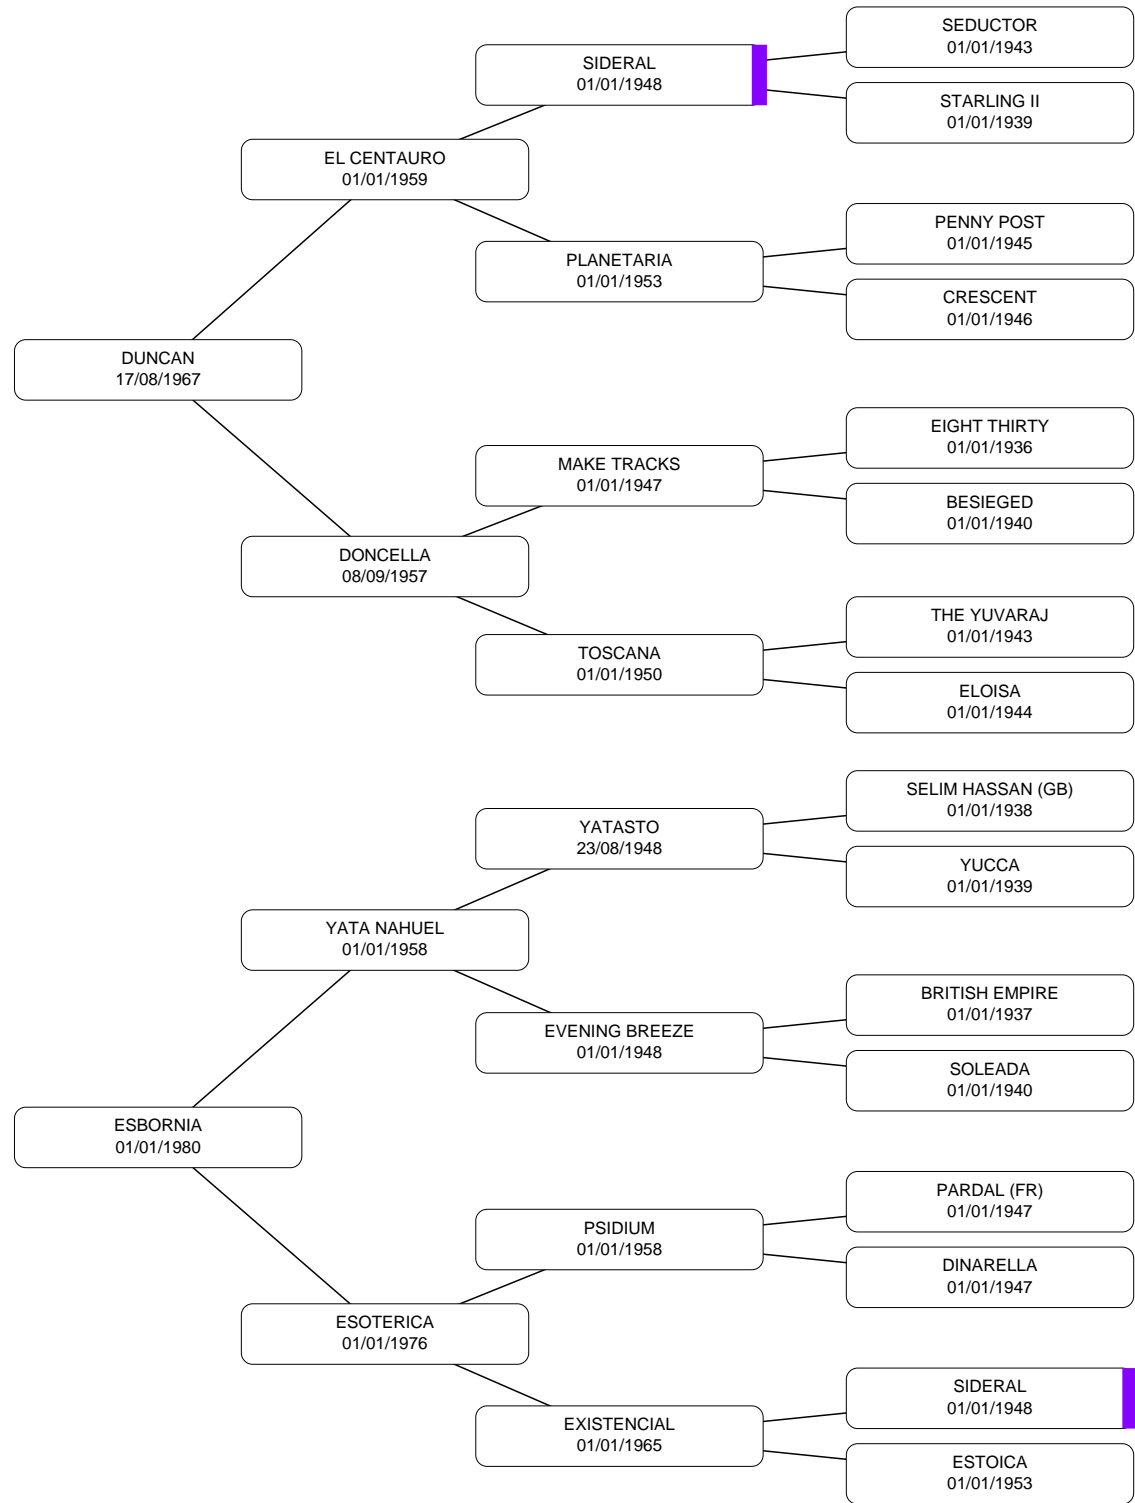 SEDUCTOR
01/01/1943
SIDERAL
01/01/1948
STARLING II
01/01/1939
EL CENTAURO
01/01/1959
PENNY POST
01/01/1945
PLANETARIA
01/01/1953
CRESCENT
01/01/1946
DUNCAN
17/08/1967
EIGHT THIRTY
01/01/1936
MAKE TRACKS
01/01/1947
BESIEGED
01/01/1940
DONCELLA
08/09/1957
THE YUVARAJ
01/01/1943
TOSCANA
01/01/1950
ELOISA
01/01/1944
SELIM HASSAN (GB)
01/01/1938
YATASTO
23/08/1948
YUCCA
01/01/1939
YATA NAHUEL
01/01/1958
BRITISH EMPIRE
01/01/1937
EVENING BREEZE
01/01/1948
SOLEADA
01/01/1940
ESBORNIA
01/01/1980
PARDAL (FR)
01/01/1947
PSIDIUM
01/01/1958
DINARELLA
01/01/1947
ESOTERICA
01/01/1976
SIDERAL
01/01/1948
EXISTENCIAL
01/01/1965
ESTOICA
01/01/1953